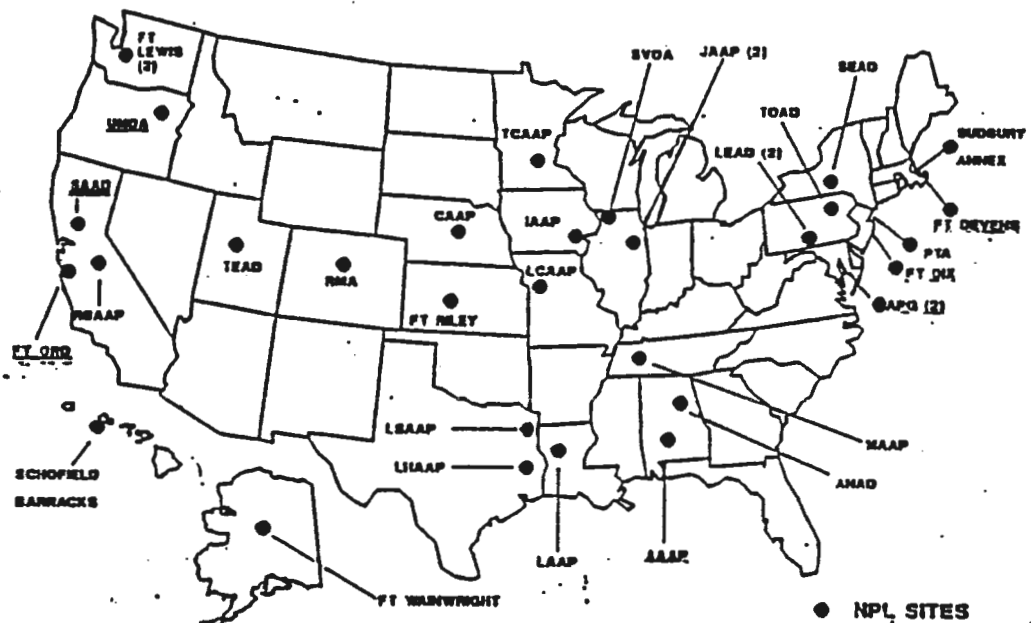 FT
LEWIS
(2)
UMDA
SAAD
RBAAP
FT ORD
TEAD
RMA
CAAP
FT RILEY
TCAAP
IAAP
LCAAP
SVDA
JAAP (2)
SEAD
TOAD
LEAD (2)
SUDBURY
ANNEX
FT DEVENS
PTA
FT DIX
APG (2)
MAAP
ANAD
AAAP
LAAP
LSAAP
LHAAP
SCHOFIELD
BARRACKS
FT WAINWRIGHT
NPL SITES